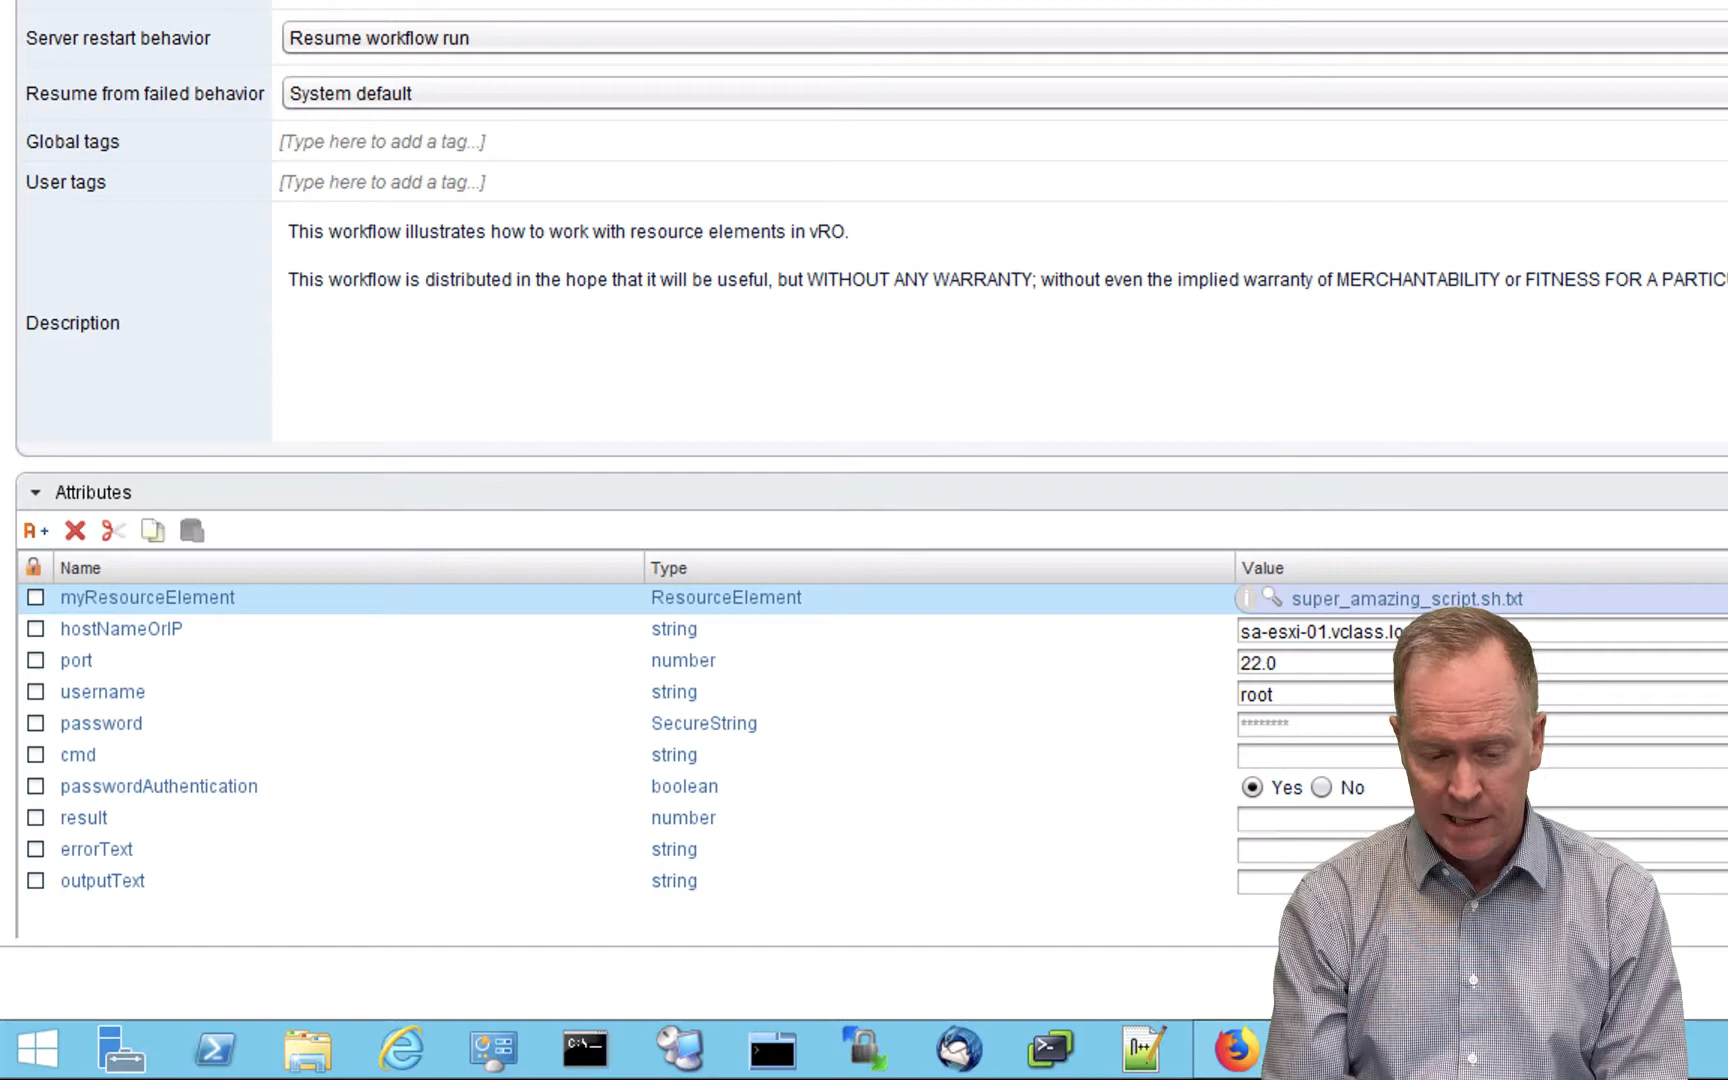 Server restart behavior
Resume workflow run
Resume from failed behavior
System default
Global tags
[Type here to add a tag...]
User tags
[Type here to add a tag...]
This workflow illustrates how to work with resource elements in vRO.
This workflow is distributed in the hope that it will be useful, but WITHOUT ANY WARRANTY; without even the implied warranty of MERCHANTABILITY or FITNESS FOR A
Description
Attributes
A+
Name Type Value
myResourceElement ResourceElement super_amazing_script.sh.txt
hostNameOrIP string sa-esxi-01.vclass.lo
port number 22.0
username string root
password SecureString ********
cmd string
passwordAuthentication boolean Yes No
result number
errorText string
outputText string
C:\_